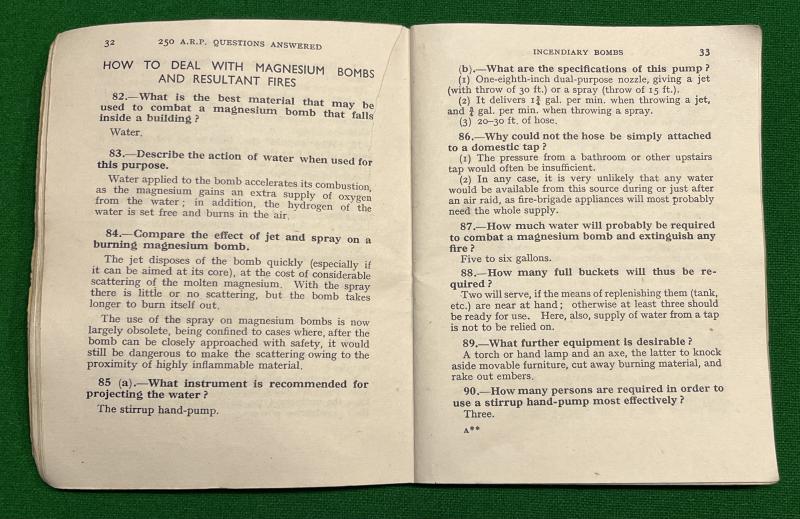 32 250 A.R.P. QUESTIONS ANSWERED
HOW TO DEAL WITH MAGNESIUM BOMBS
AND RESULTANT FIRES
82.—What is the best material that may be
used to combat a magnesium bomb that falls
inside a building ?
Water.
83.—Describe the action of water when used for
this purpose.
Water applied to the bomb accelerates its combustion,
as the magnesium gains an extra supply of oxygen
from the water ; in addition, the hydrogen of the
water is set free and burns in the air.
84.—Compare the effect of jet and spray on a
burning magnesium bomb.
The jet disposes of the bomb quickly (especially if
it can be aimed at its core), at the cost of considerable
scattering of the molten magnesium. With the spray
there is little or no scattering, but the bomb takes
longer to burn itself out.
The use of the spray on magnesium bombs is now
largely obsolete, being confined to cases where, after the
bomb can be closely approached with safety, it would
still be dangerous to make the scattering owing to the
proximity of highly inflammable material.
85 (a).—What instrument is recommended for
projecting the water ?
The stirrup hand-pump.
INCENDIARY BOMBS 33
(b).—What are the specifications of this pump ?
(1) One-eighth-inch dual-purpose nozzle, giving a jet
(with throw of 30 ft.) or a spray (throw of 15 ft.).
(2) It delivers 1¾ gal. per min. when throwing a jet,
and ¾ gal. per min. when throwing a spray.
(3) 20–30 ft. of hose.
86.—Why could not the hose be simply attached
to a domestic tap ?
(1) The pressure from a bathroom or other upstairs
tap would often be insufficient.
(2) In any case, it is very unlikely that any water
would be available from this source during or just after
an air raid, as fire-brigade appliances will most probably
need the whole supply.
87.—How much water will probably be required
to combat a magnesium bomb and extinguish any
fire ?
Five to six gallons.
88.—How many full buckets will thus be re-
quired ?
Two will serve, if the means of replenishing them (tank,
etc.) are near at hand ; otherwise at least three should
be ready for use. Here, also, supply of water from a tap
is not to be relied on.
89.—What further equipment is desirable ?
A torch or hand lamp and an axe, the latter to knock
aside movable furniture, cut away burning material, and
rake out embers.
90.—How many persons are required in order to
use a stirrup hand-pump most effectively ?
Three.
A**